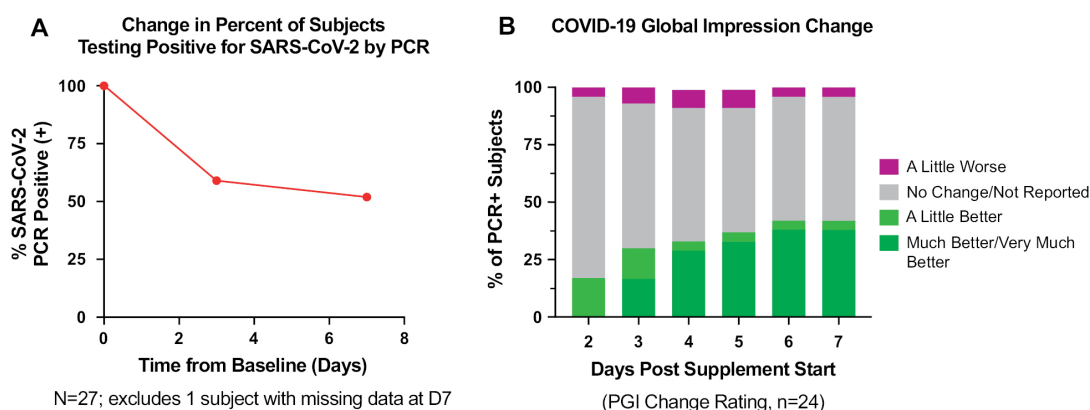 A
Change in Percent of Subjects
Testing Positive for SARS-CoV-2 by PCR
% SARS-CoV-2
PCR Positive (+)
100
75
50
25
0
0 2 4 6 8
Time from Baseline (Days)
N=27; excludes 1 subject with missing data at D7
B
COVID-19 Global Impression Change
% of PCR+ Subjects
100
75
50
25
0
2 3 4 5 6 7
Days Post Supplement Start
(PGI Change Rating, n=24)
A Little Worse
No Change/Not Reported
A Little Better
Much Better/Very Much
Better